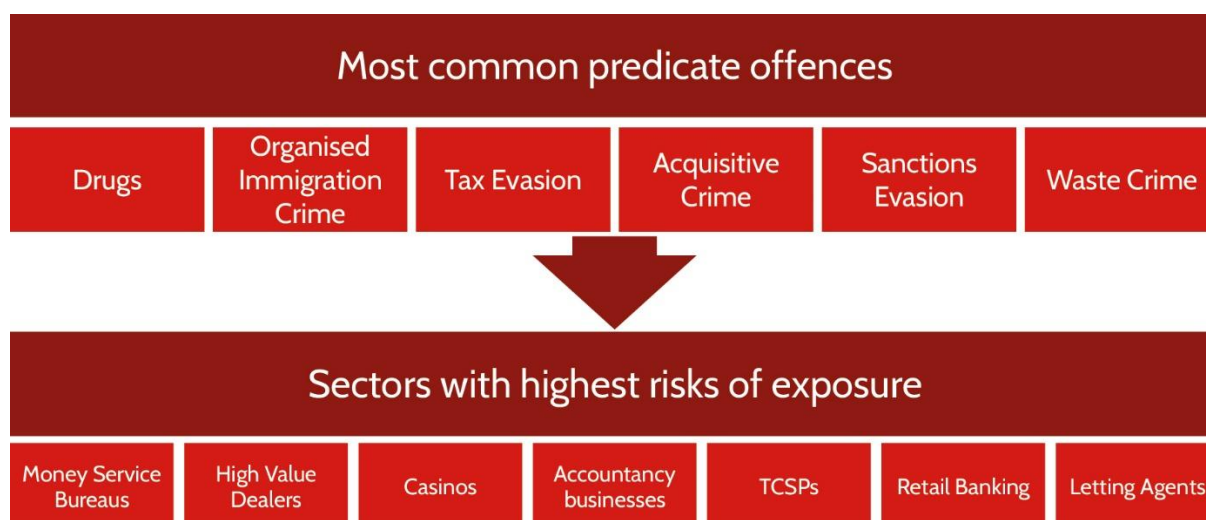 Most common predicate offences
Drugs
Organised
Immigration
Crime
Tax Evasion
Acquisitive
Crime
Sanctions
Evasion
Waste Crime
Sectors with highest risks of exposure
Money Service
Bureaus
High Value
Dealers
Casinos
Accountancy
businesses
TCSPs
Retail Banking
Letting Agents